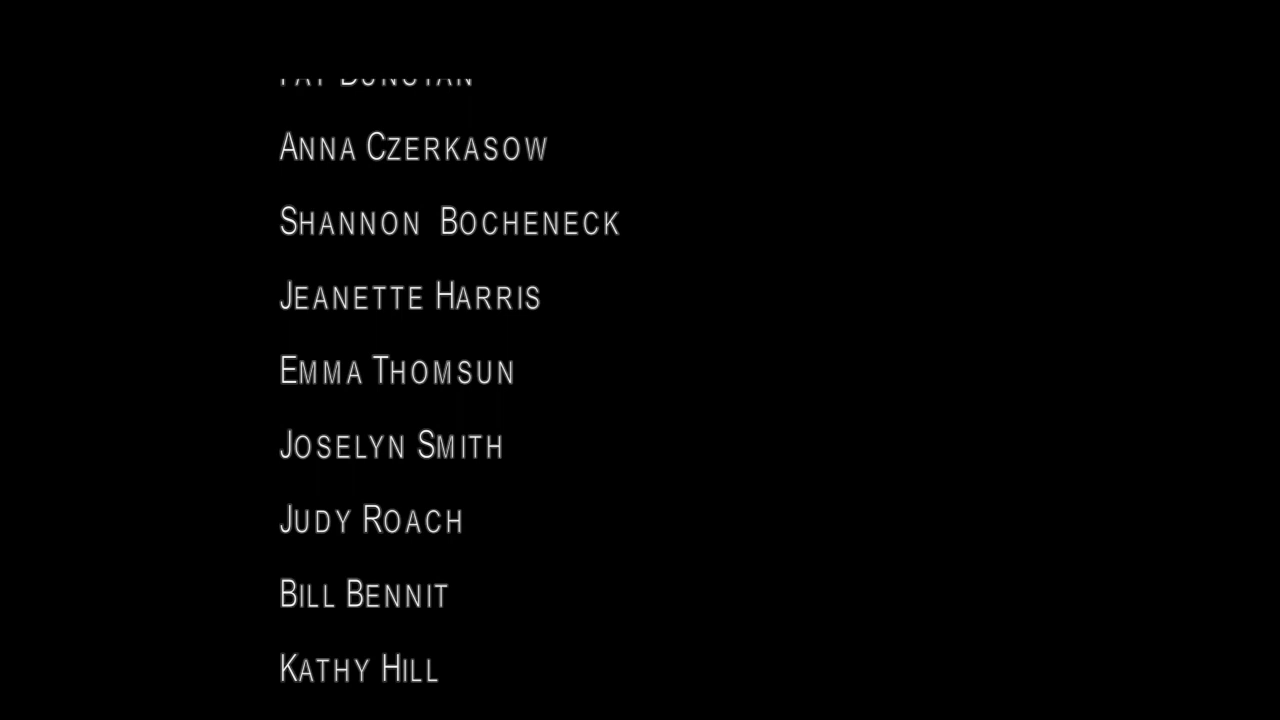 ANNA CZERKASOW
SHANNON BOCHENECK
JEANETTE HARRIS
EMMA THOMSUN
JOSELYN SMITH
JUDY ROACH
BILL BENNIT
KATHY HILL